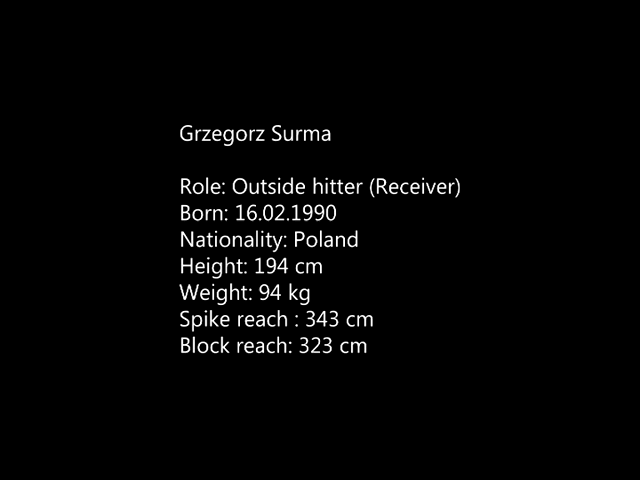 Grzegorz Surma
Role: Outside hitter (Receiver)
Born: 16.02.1990
Nationality: Poland
Height: 194 cm
Weight: 94 kg
Spike reach : 343 cm
Block reach: 323 cm